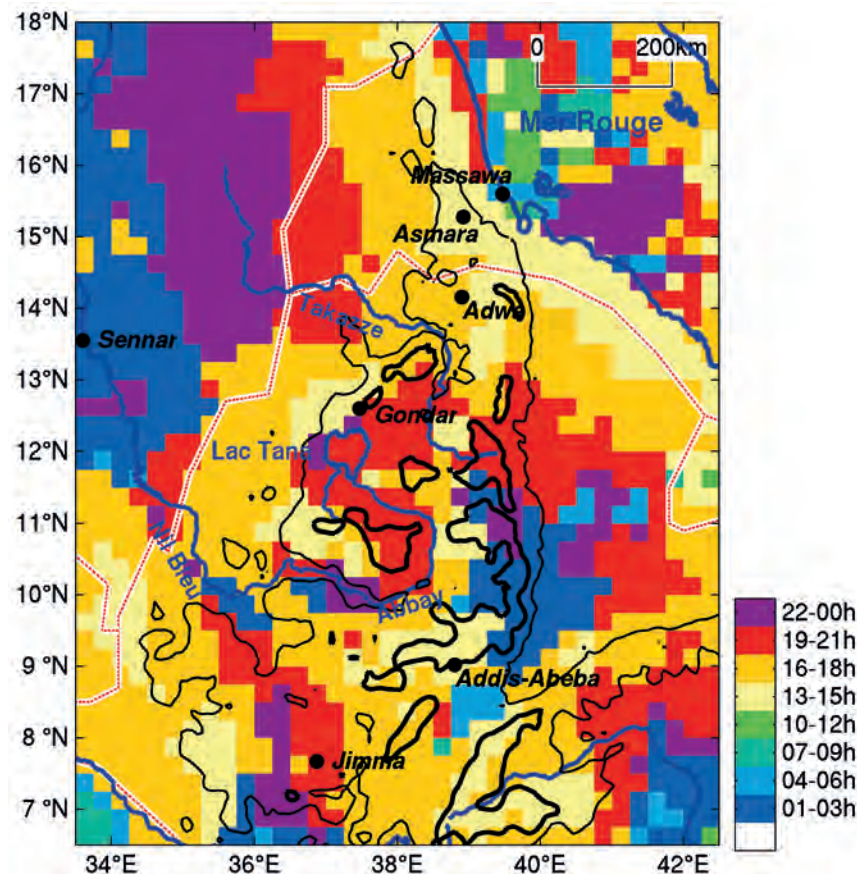 18°N
17°N
16°N
15°N
14°N
13°N
12°N
11°N
10°N
9°N
8°N
7°N
34°E
36°E
38°E
40°E
42°E
0
200km
Mer Rouge
Massawa
Asmara
Adwa
Takazze
Sennar
Gondar
Lac Tana
Nil Bleu
Abbay
Addis-Abeba
Jimma
22-00h
19-21h
16-18h
13-15h
10-12h
07-09h
04-06h
01-03h